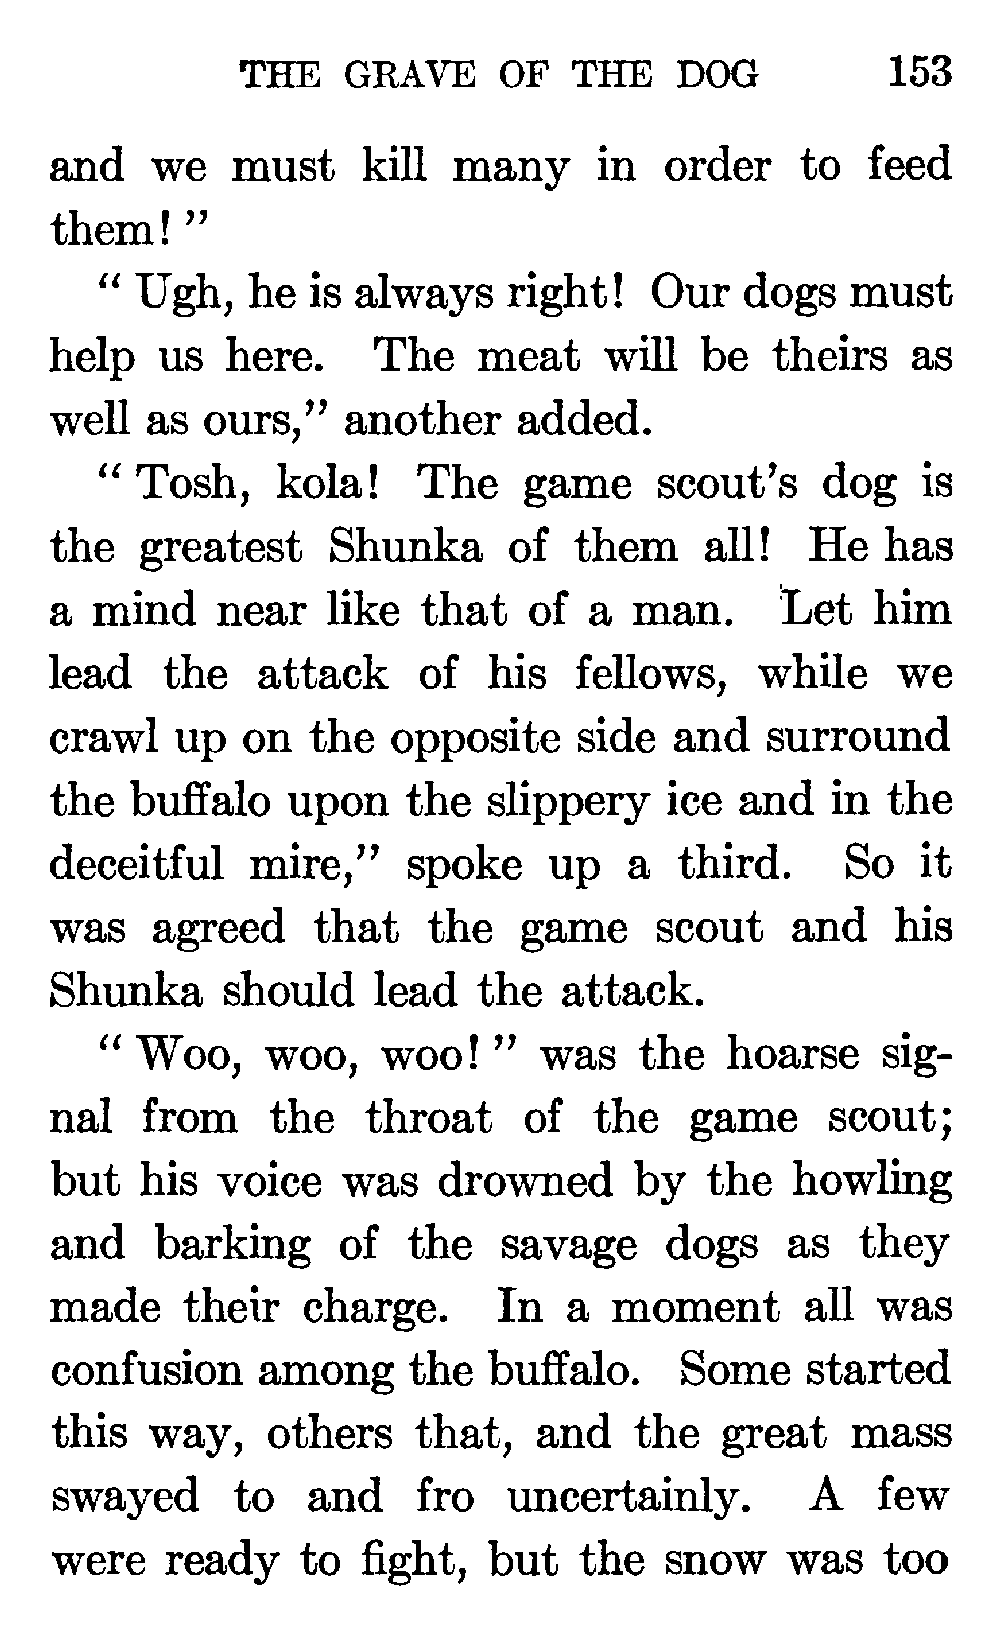 THE GRAVE OF THE DOG 153
and we must kill many in order to feed
them! ”
“ Ugh, he is always right! Our dogs must
help us here. The meat will be theirs as
well as ours,” another added.
“ Tosh, kola! The game scout’s dog is
the greatest Shunka of them all! He has
a mind near like that of a man. Let him
lead the attack of his fellows, while we
crawl up on the opposite side and surround
the buffalo upon the slippery ice and in the
deceitful mire,” spoke up a third. So it
was agreed that the game scout and his
Shunka should lead the attack.
“ Woo, woo, woo! ” was the hoarse sig-
nal from the throat of the game scout;
but his voice was drowned by the howling
and barking of the savage dogs as they
made their charge. In a moment all was
confusion among the buffalo. Some started
this way, others that, and the great mass
swayed to and fro uncertainly. A few
were ready to fight, but the snow was too